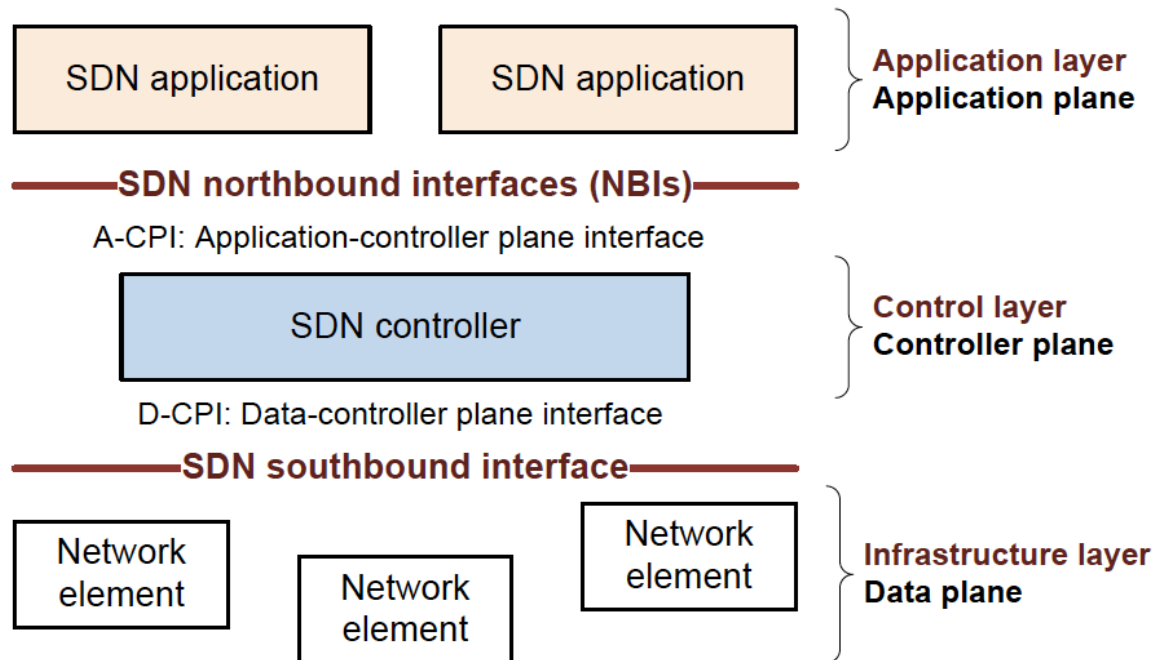 SDN application
SDN application
Application layer
Application plane
SDN northbound interfaces (NBIs)
A-CPI: Application-controller plane interface
SDN controller
Control layer
Controller plane
D-CPI: Data-controller plane interface
SDN southbound interface
Network
element
Network
element
Network
element
Infrastructure layer
Data plane